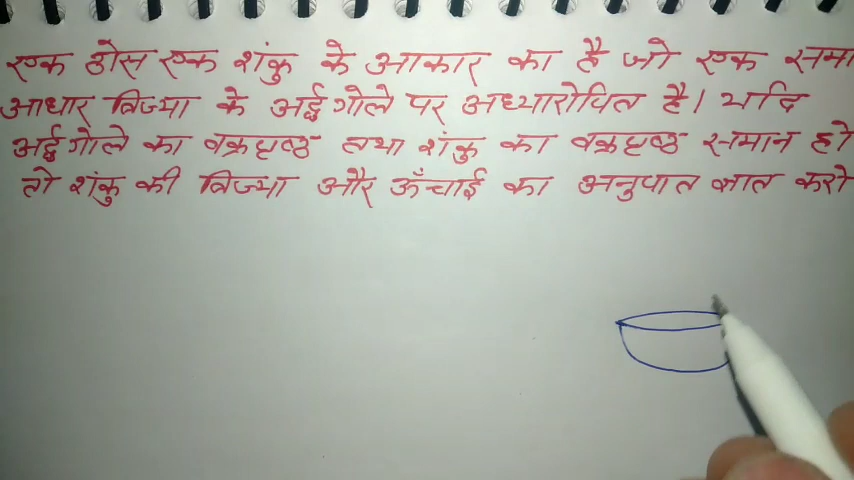 एक ठोस एक शंकु के आकार का है जो एक समा
आधार त्रिज्या के अर्द्धगोले पर अध्यारोपित है। यदि
अर्द्धगोले का वक्रपृष्ठ तथा शंकु का वक्रपृष्ठ समान हो
तो शंकु की त्रिज्या और ऊँचाई का अनुपात ज्ञात करो